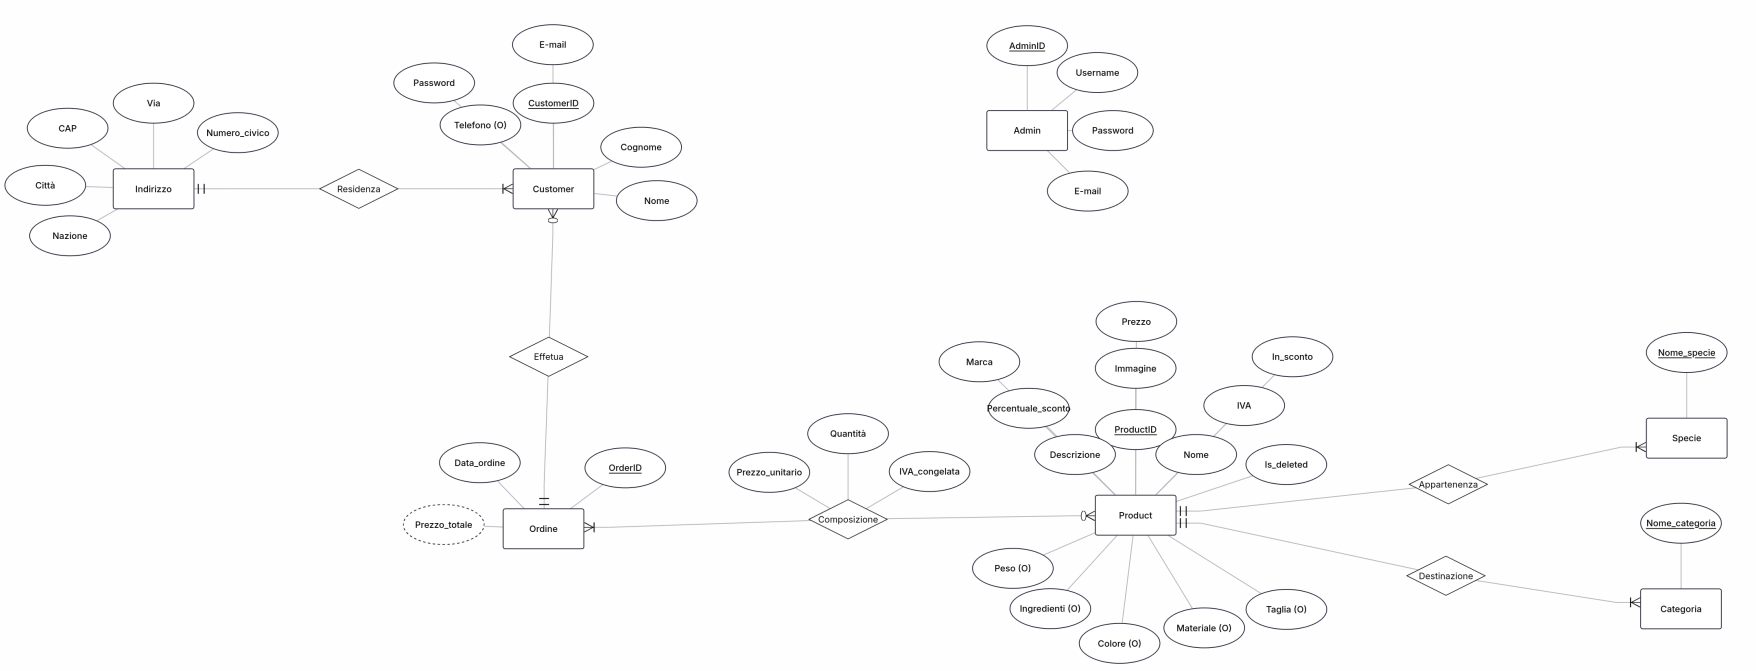 E-mail
AdminID
Username
Password
CustomerID
Via
Telefono (O)
CAP
Numero_civico
Admin
Password
Cognome
Città
Indirizzo
Residenza
Customer
E-mail
Nome
Nazione
Prezzo
Nome_specie
Effetua
In_sconto
Marca
Immagine
Percentuale_sconto
IVA
ProductID
Quantità
Specie
Descrizione
Nome
Data_ordine
OrderID
Prezzo_unitario
IVA_congelata
Is_deleted
Appartenenza
Product
Composizione
Prezzo_totale
Ordine
Nome_categoria
Peso (O)
Destinazione
Ingredienti (O)
Taglia (O)
Categoria
Materiale (O)
Colore (O)